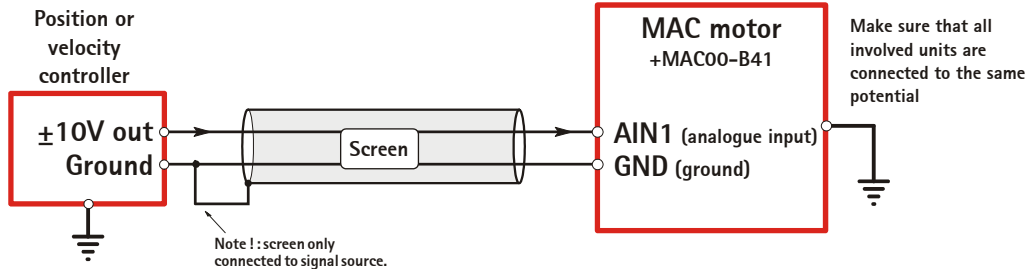 Position or
velocity
controller
±10V out
Ground
Screen
Note ! : screen only
connected to signal source.
MAC motor
+MAC00-B41
AIN1 (analogue input)
GND (ground)
Make sure that all
involved units are
connected to the same
potential